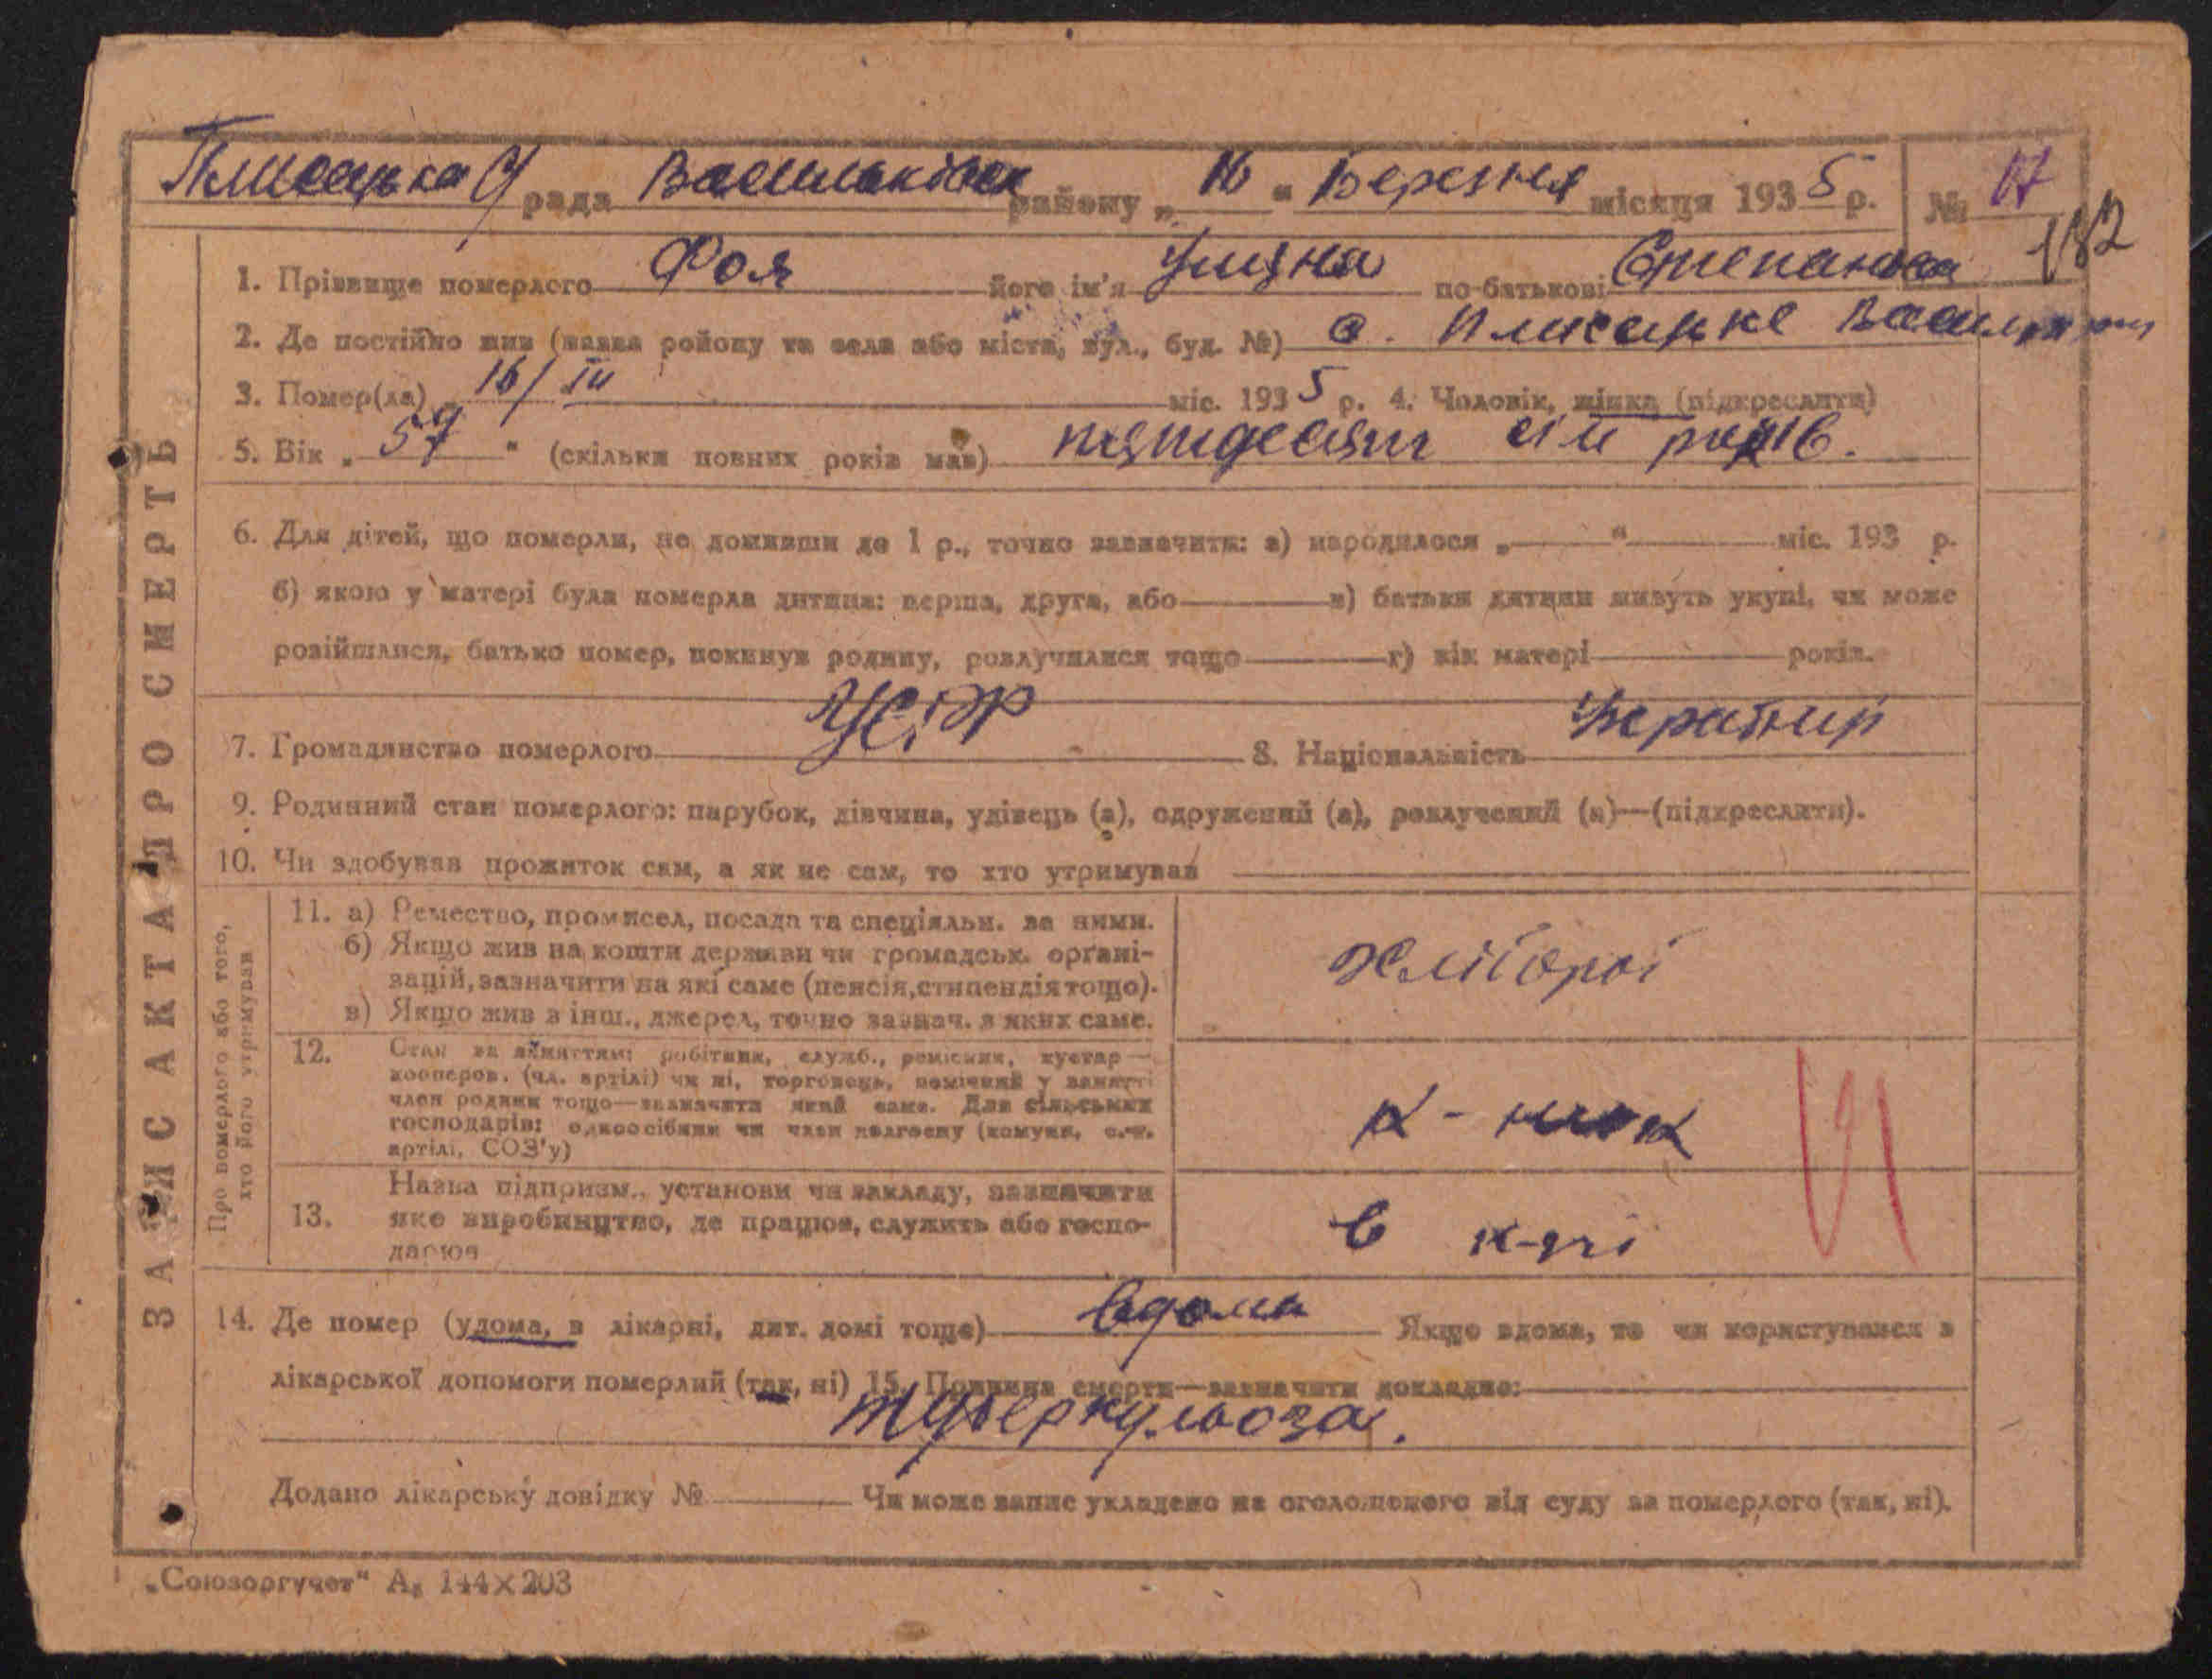 Плисецька С/рада Васильківськ району „ 16 “ Березня місяця 1935 р. № 17
182
1. Прізвище померлого Фоя його ім'я по-батькові Степановна
2. Де постійно жив (назва району та села або міста, вул., буд. №) с. Плисецьке
3. Помер(ла) 16/III міс. 1935 р. 4. Чоловік, жінка (підкреслити)
5. Вік „ 57 “ (скільки повних років мав) пятдесят сім років.
6. Для дітей, що померли, не доживши до 1 р., точно зазначити: а) народилося „ “ міс. 193 р.
б) якою у матері була померла дитина: перша, друга, або в) батьки дитини живуть укупі, чи може
розійшлися, батько помер, покинув родину, розлучилися тощо г) вік матері років.
7. Громадянство померлого УСРР 8. Національність
9. Родинний стан померлого: парубок, дівчина, удівець (а), одружений (а), розлучений (а)—(підкреслити).
10. Чи здобував прожиток сам, а як не сам, то хто утримував
ЗАПИС АКТА ПРО СМЕРТЬ
Про померлого або того,
хто його утримував
11. а) Ремество, промисел, посада та спеціяльн. за ними.
б) Якщо жив на кошти держави чи громадськ. організацій, зазначити на які саме (пенсія, стипендія тощо).
в) Якщо жив з інш., джерел, точно зазнач. з яких саме.
12. Стан за заняттям: робітник, служб., ремісник, кустар —
кооперов. (чл. артілі) чи ні, торговець, помічний у занятті
член родини тощо—зазначити який саме. Для сільських
господарів: одноосібник чи член колгоспу (комуни, с.-г.
артілі, СОЗ'у)
к-ник
13. Назва підприєм., установи чи закладу, зазначити
яке виробництво, де працює, служить або господарює
в к-пі
14. Де помер (удома, в лікарні, дит. домі тощо) вдома Якщо вдома, то чи користувався з
лікарської допомоги померлий (так, ні) 15. Причина смерти—зазначити докладно:
туберкульоза.
Додано лікарську довідку № Чи може запис укладено на оголошеного від суду за померлого (так, ні).
„Союзоргучет“ А₅ 144×203